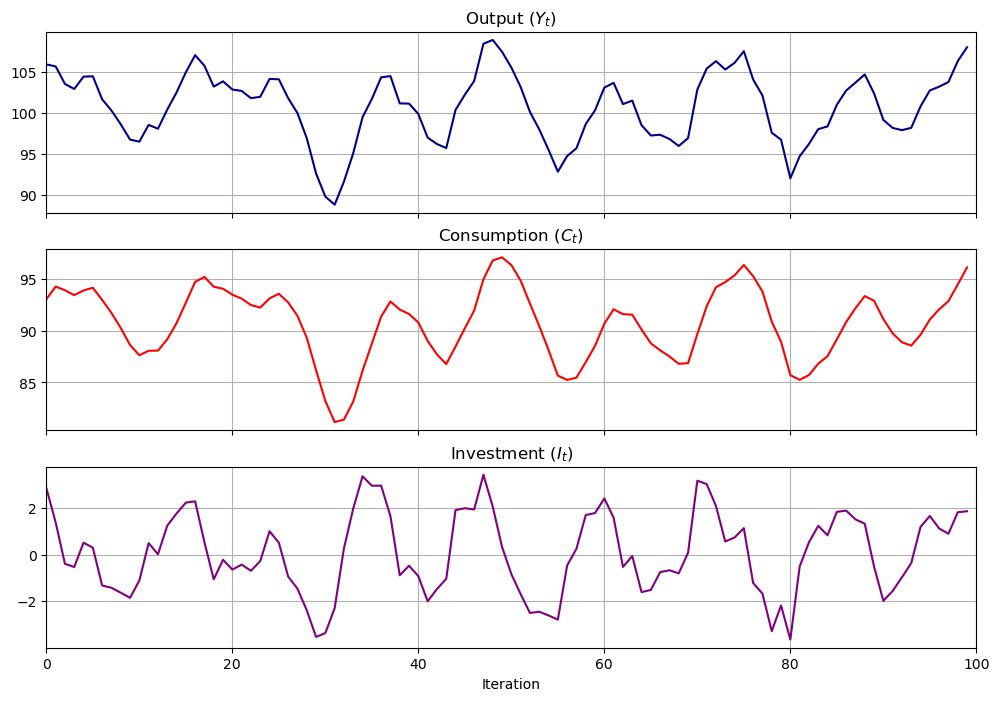 Output (Y_t)
105
100
95
90
Consumption (C_t)
95
90
85
Investment (I_t)
2
0
−2
0 20 40 60 80 100
Iteration